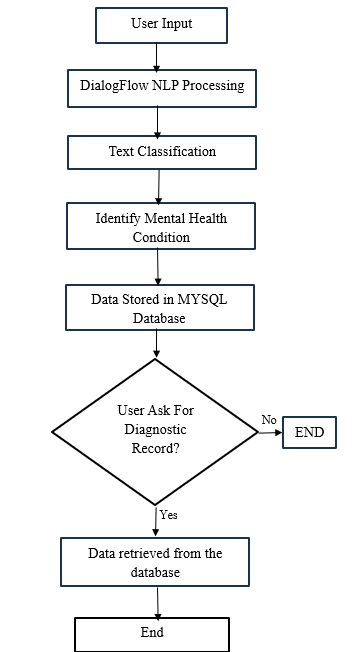 User Input
DialogFlow NLP Processing
Text Classification
Identify Mental Health
Condition
Data Stored in MYSQL
Database
User Ask For
Diagnostic
Record?
No
END
Yes
Data retrieved from the
database
End